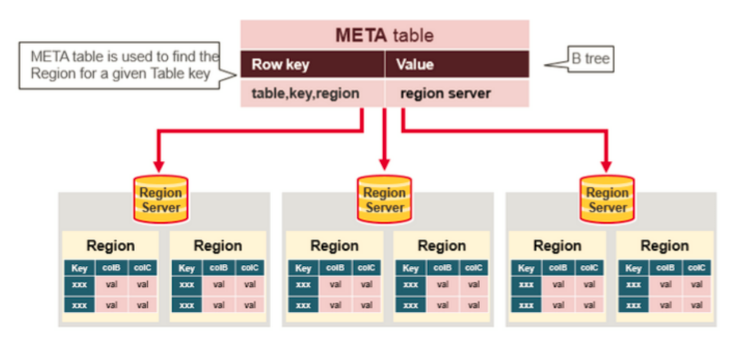 META table
META table is used to find the
Region for a given Table key
Row key Value
B tree
table,key,region region server
Region
Server
Region
Server
Region
Server
Region Region Region Region Region Region
Key colB colC Key colB colC Key colB colC Key colB colC Key colB colC Key colB colC
xxx val val xxx val val xxx val val xxx val val xxx val val xxx val val
xxx val val xxx val val xxx val val xxx val val xxx val val xxx val val